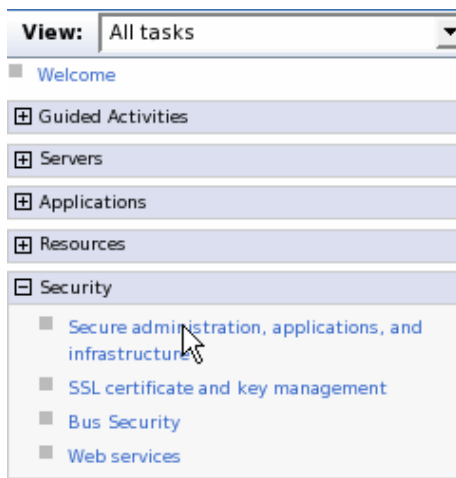 View: All tasks
Welcome
Guided Activities
Servers
Applications
Resources
Security
Secure administration, applications, and
infrastructure
SSL certificate and key management
Bus Security
Web services